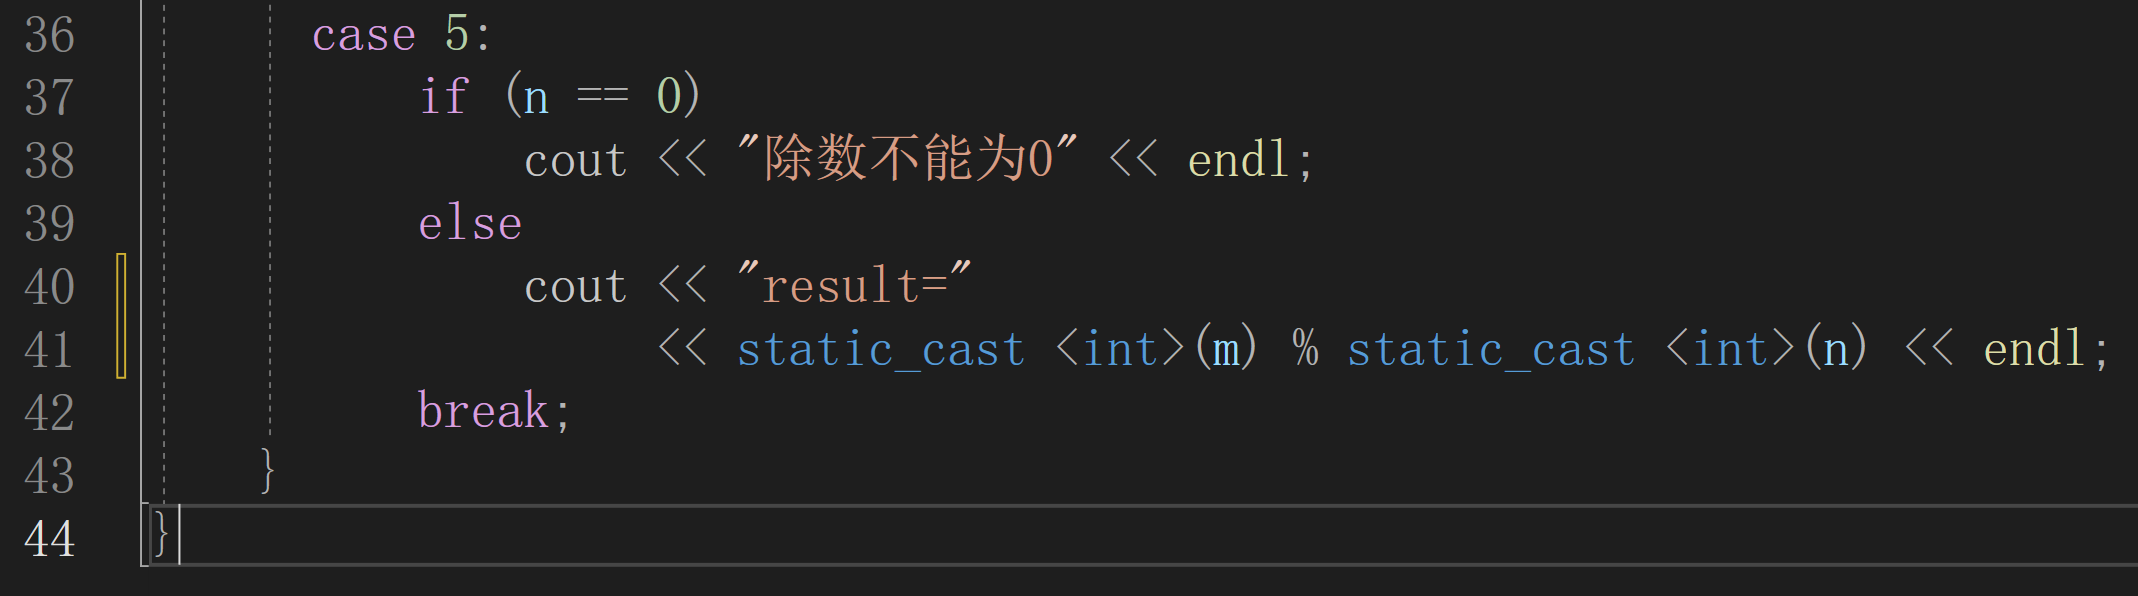 36 case 5:
37 if (n == 0)
38 cout << "除数不能为0" << endl;
39 else
40 cout << "result="
41 << static_cast <int>(m) % static_cast <int>(n) << endl;
42 break;
43 }
44 }